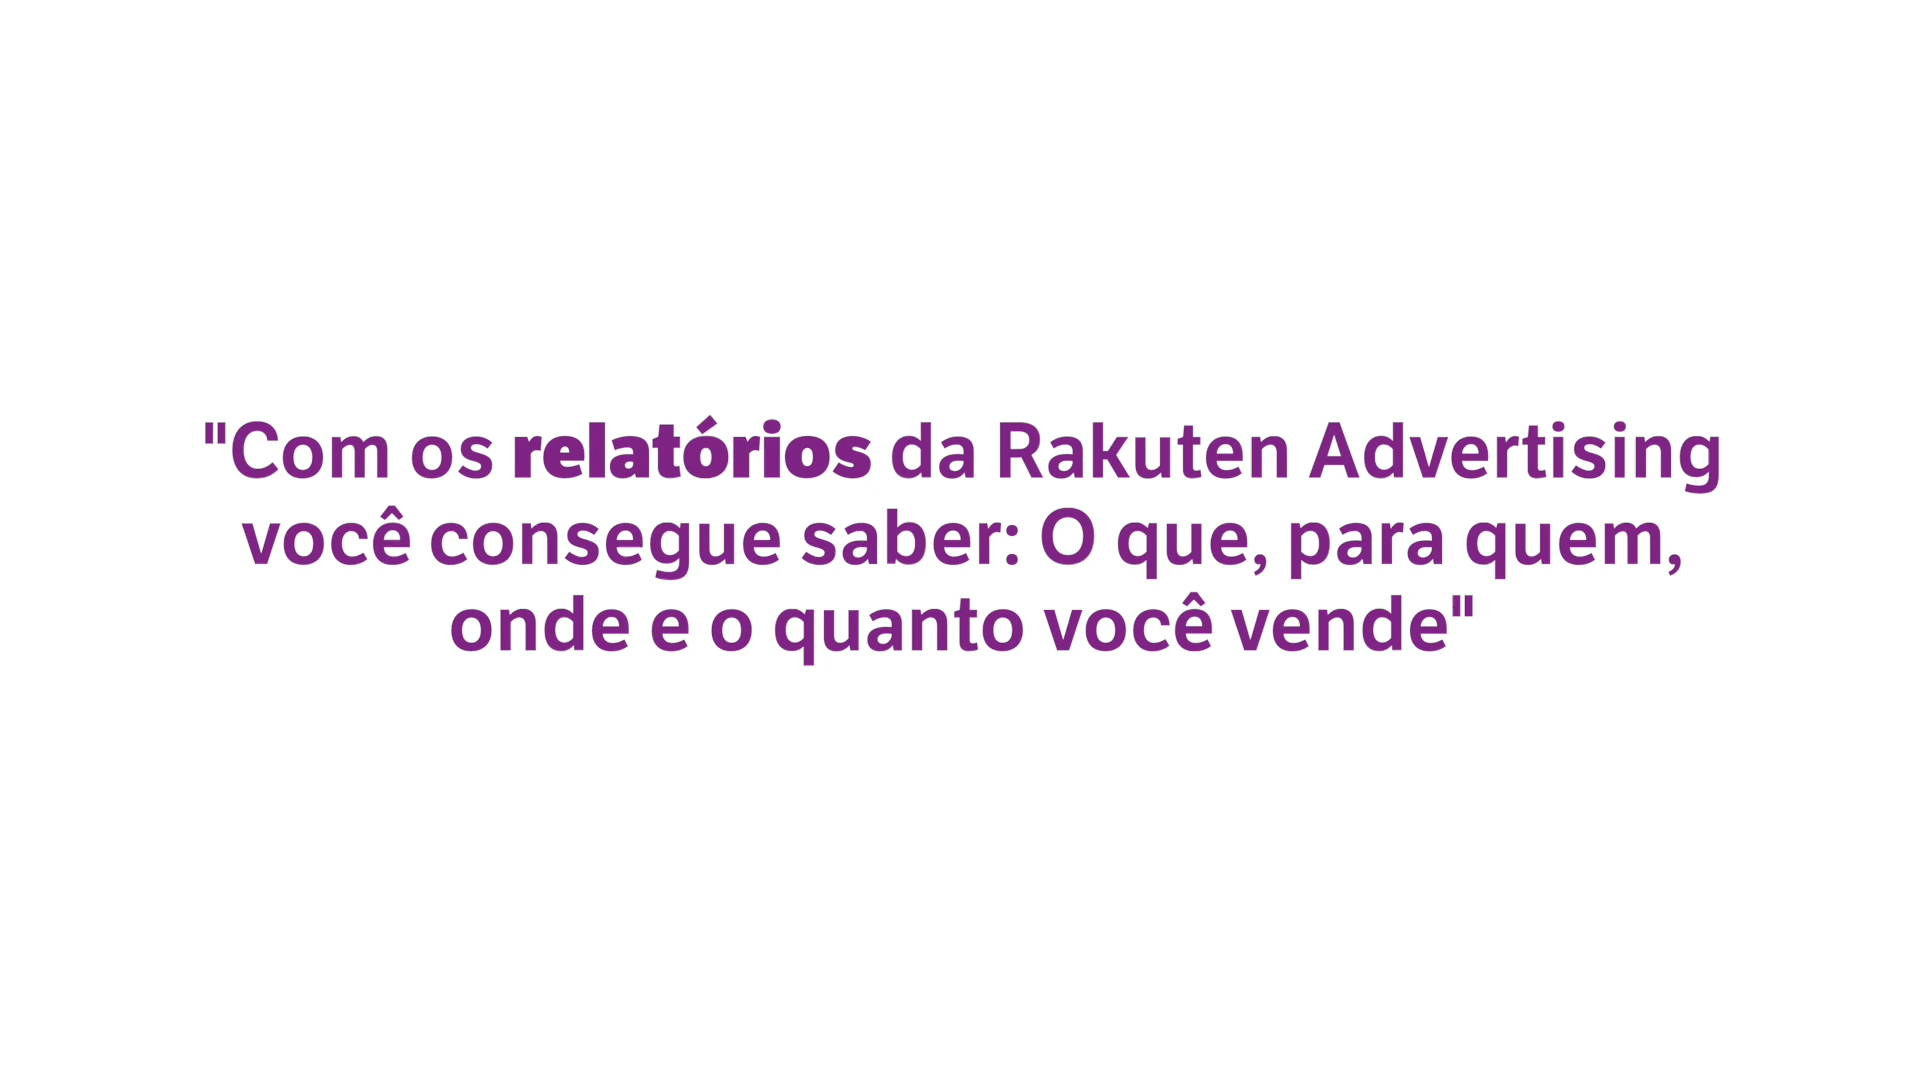 "Com os relatórios da Rakuten Advertising
você consegue saber: O que, para quem,
onde e o quanto você vende"